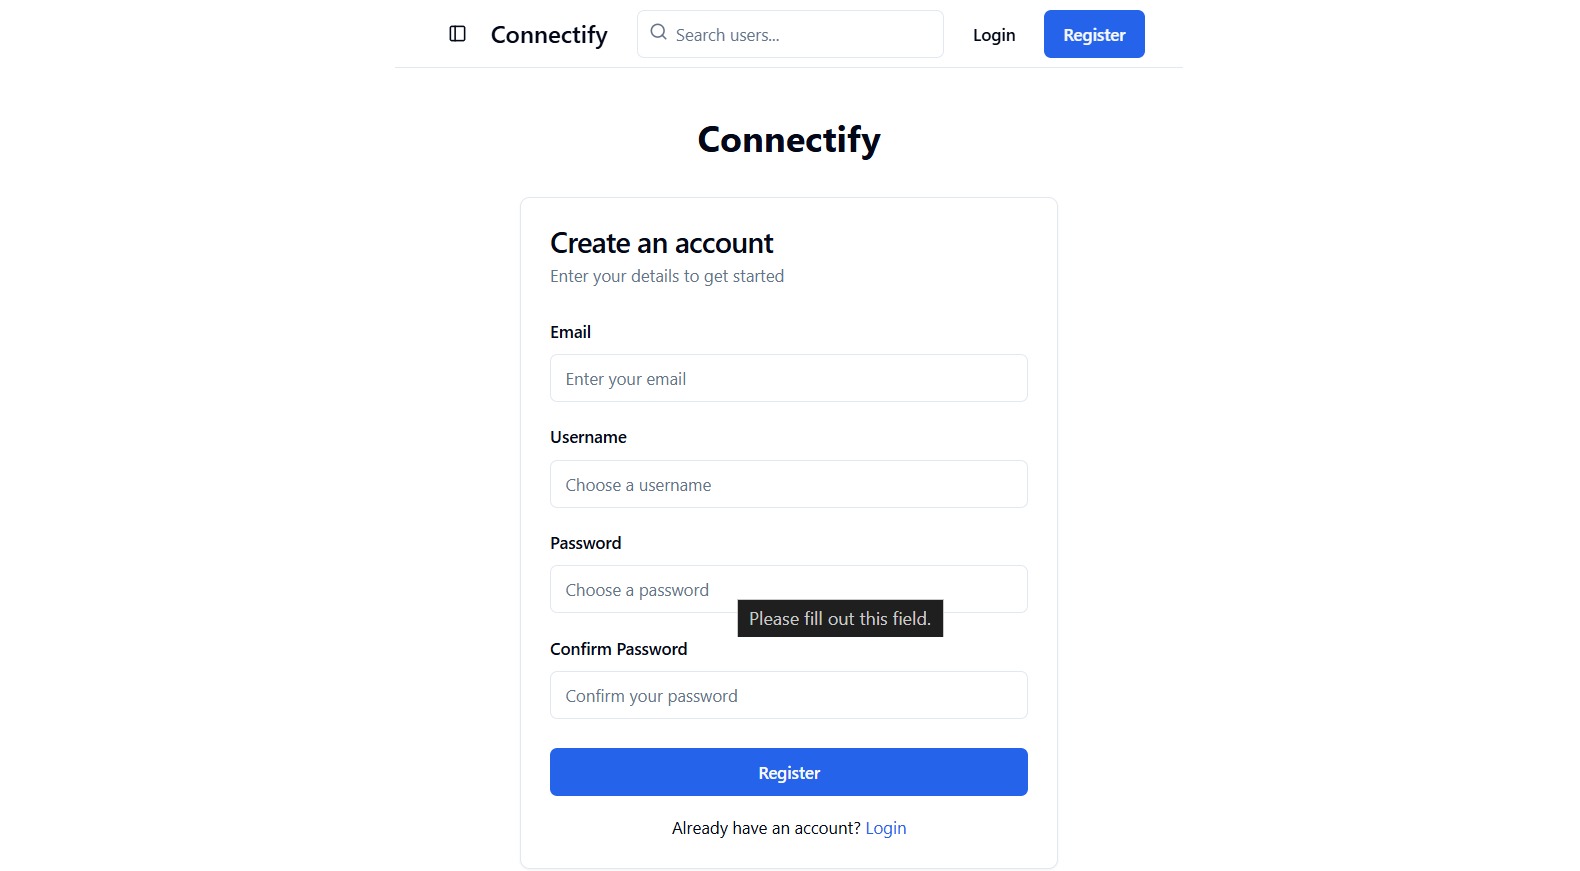 Connectify Search users... Login Register
Connectify
Create an account
Enter your details to get started
Email
Enter your email
Username
Choose a username
Password
Choose a password
Please fill out this field.
Confirm Password
Confirm your password
Register
Already have an account? Login